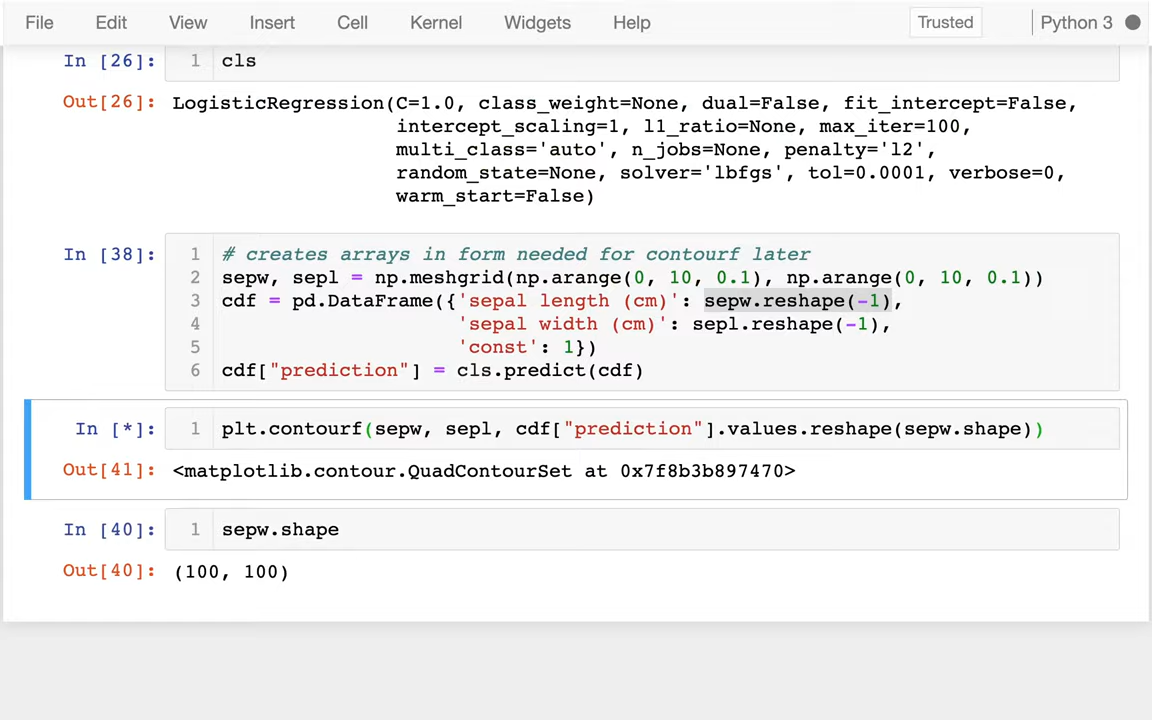 File Edit View Insert Cell Kernel Widgets Help Trusted Python 3
In [26]: 1 cls
Out[26]: LogisticRegression(C=1.0, class_weight=None, dual=False, fit_intercept=False,
intercept_scaling=1, l1_ratio=None, max_iter=100,
multi_class='auto', n_jobs=None, penalty='l2',
random_state=None, solver='lbfgs', tol=0.0001, verbose=0,
warm_start=False)
In [38]: 1 # creates arrays in form needed for contourf later
2 sepw, sepl = np.meshgrid(np.arange(0, 10, 0.1), np.arange(0, 10, 0.1))
3 cdf = pd.DataFrame({'sepal length (cm)': sepw.reshape(-1),
4 'sepal width (cm)': sepl.reshape(-1),
5 'const': 1})
6 cdf["prediction"] = cls.predict(cdf)
In [*]: 1 plt.contourf(sepw, sepl, cdf["prediction"].values.reshape(sepw.shape))
Out[41]: <matplotlib.contour.QuadContourSet at 0x7f8b3b897470>
In [40]: 1 sepw.shape
Out[40]: (100, 100)